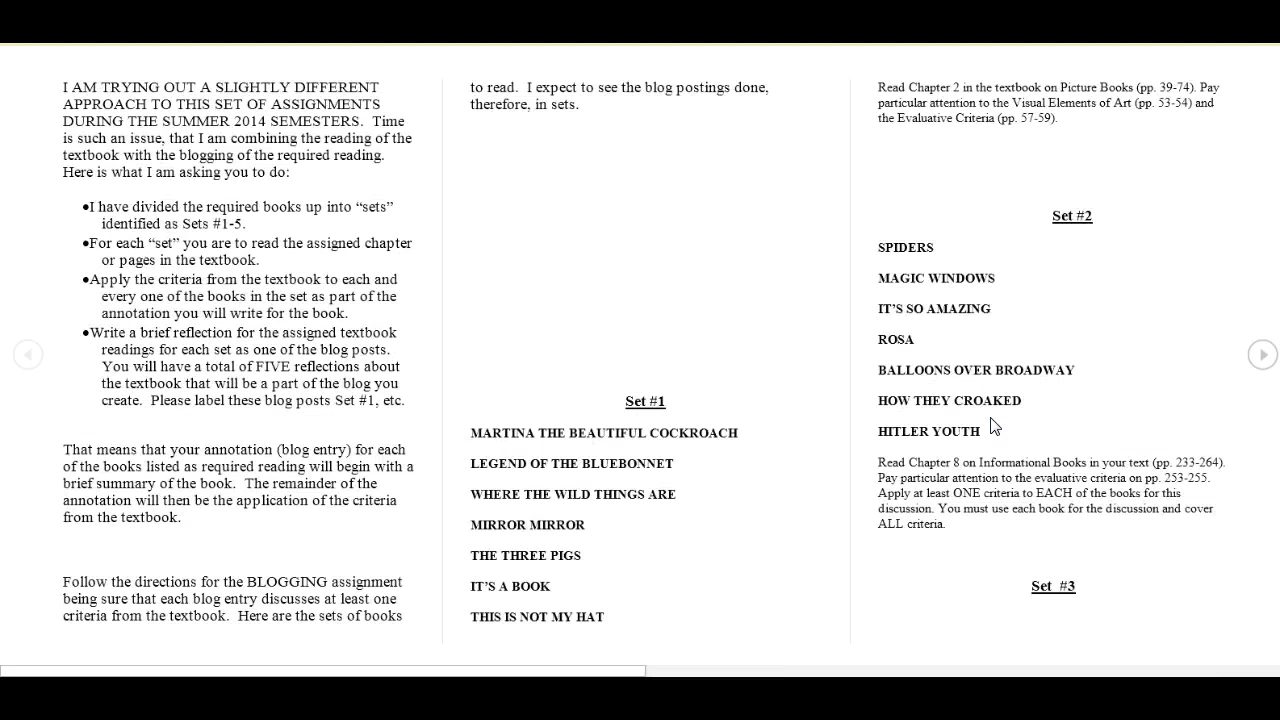 I AM TRYING OUT A SLIGHTLY DIFFERENT
APPROACH TO THIS SET OF ASSIGNMENTS
DURING THE SUMMER 2014 SEMESTERS.  Time
is such an issue, that I am combining the reading of the
textbook with the blogging of the required reading.
Here is what I am asking you to do:
●I have divided the required books up into “sets”
identified as Sets #1-5.
●For each “set” you are to read the assigned chapter
or pages in the textbook.
●Apply the criteria from the textbook to each and
every one of the books in the set as part of the
annotation you will write for the book.
●Write a brief reflection for the assigned textbook
readings for each set as one of the blog posts.
You will have a total of FIVE reflections about
the textbook that will be a part of the blog you
create.  Please label these blog posts Set #1, etc.
That means that your annotation (blog entry) for each
of the books listed as required reading will begin with a
brief summary of the book.  The remainder of the
annotation will then be the application of the criteria
from the textbook.
Follow the directions for the BLOGGING assignment
being sure that each blog entry discusses at least one
criteria from the textbook.  Here are the sets of books
to read.  I expect to see the blog postings done,
therefore, in sets.
Set #1
MARTINA THE BEAUTIFUL COCKROACH
LEGEND OF THE BLUEBONNET
WHERE THE WILD THINGS ARE
MIRROR MIRROR
THE THREE PIGS
IT’S A BOOK
THIS IS NOT MY HAT
Read Chapter 2 in the textbook on Picture Books (pp. 39-74). Pay
particular attention to the Visual Elements of Art (pp. 53-54) and
the Evaluative Criteria (pp. 57-59).
Set #2
SPIDERS
MAGIC WINDOWS
IT’S SO AMAZING
ROSA
BALLOONS OVER BROADWAY
HOW THEY CROAKED
HITLER YOUTH
Read Chapter 8 on Informational Books in your text (pp. 233-264).
Pay particular attention to the evaluative criteria on pp. 253-255.
Apply at least ONE criteria to EACH of the books for this
discussion. You must use each book for the discussion and cover
ALL criteria.
Set  #3